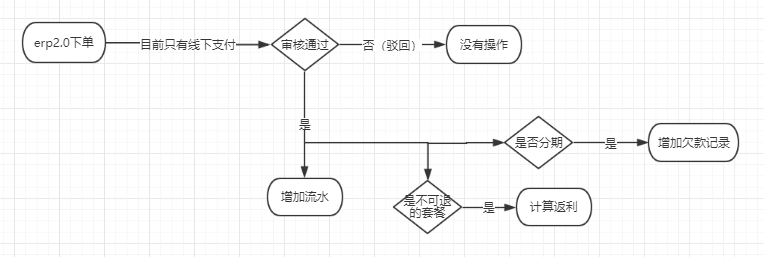 erp2.0下单
目前只有线下支付
审核通过
否（驳回）
没有操作
是
是否分期
是
增加欠款记录
增加流水
是不可退
的套餐
是
计算返利